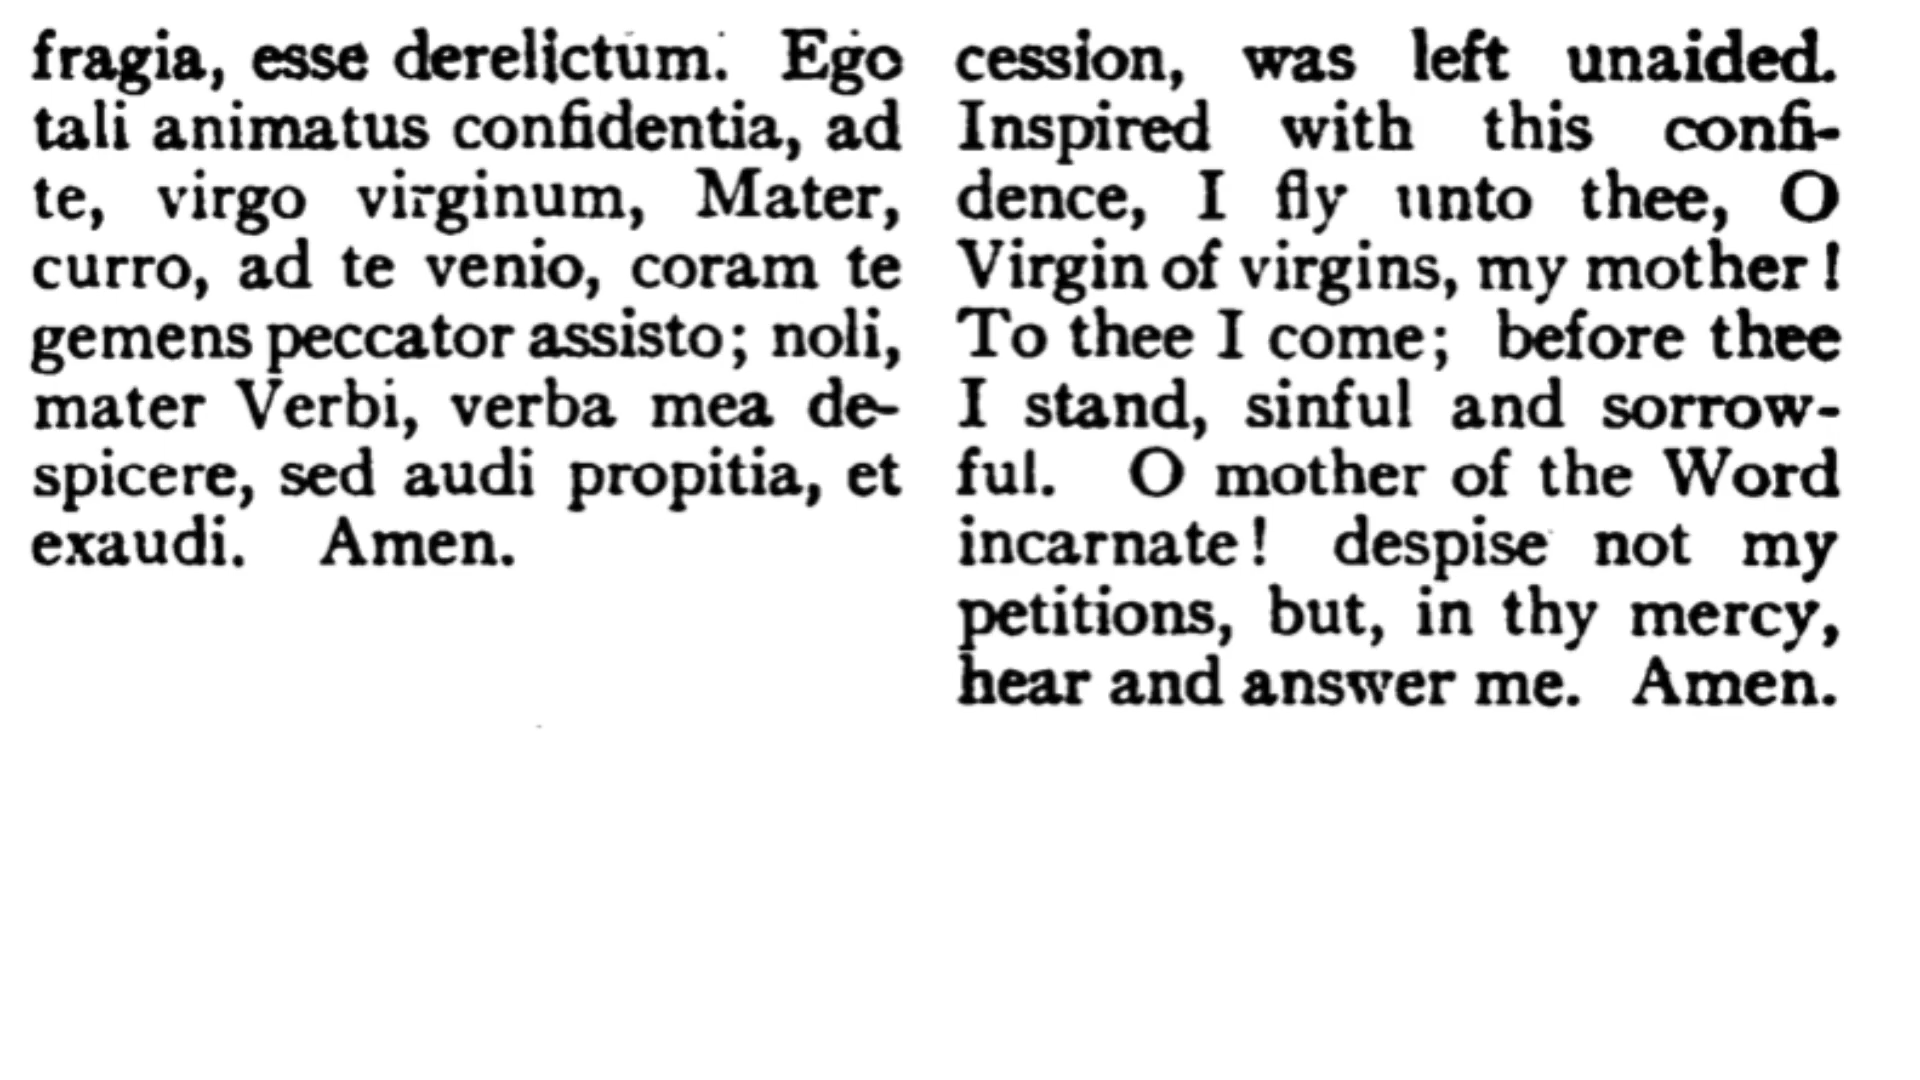 fragia, esse derelictum. Ego
tali animatus confidentia, ad
te, virgo virginum, Mater,
curro, ad te venio, coram te
gemens peccator assisto; noli,
mater Verbi, verba mea de-
spicere, sed audi propitia, et
exaudi. Amen.
cession, was left unaided.
Inspired with this confi-
dence, I fly unto thee, O
Virgin of virgins, my mother!
To thee I come; before thee
I stand, sinful and sorrow-
ful. O mother of the Word
incarnate! despise not my
petitions, but, in thy mercy,
hear and answer me. Amen.